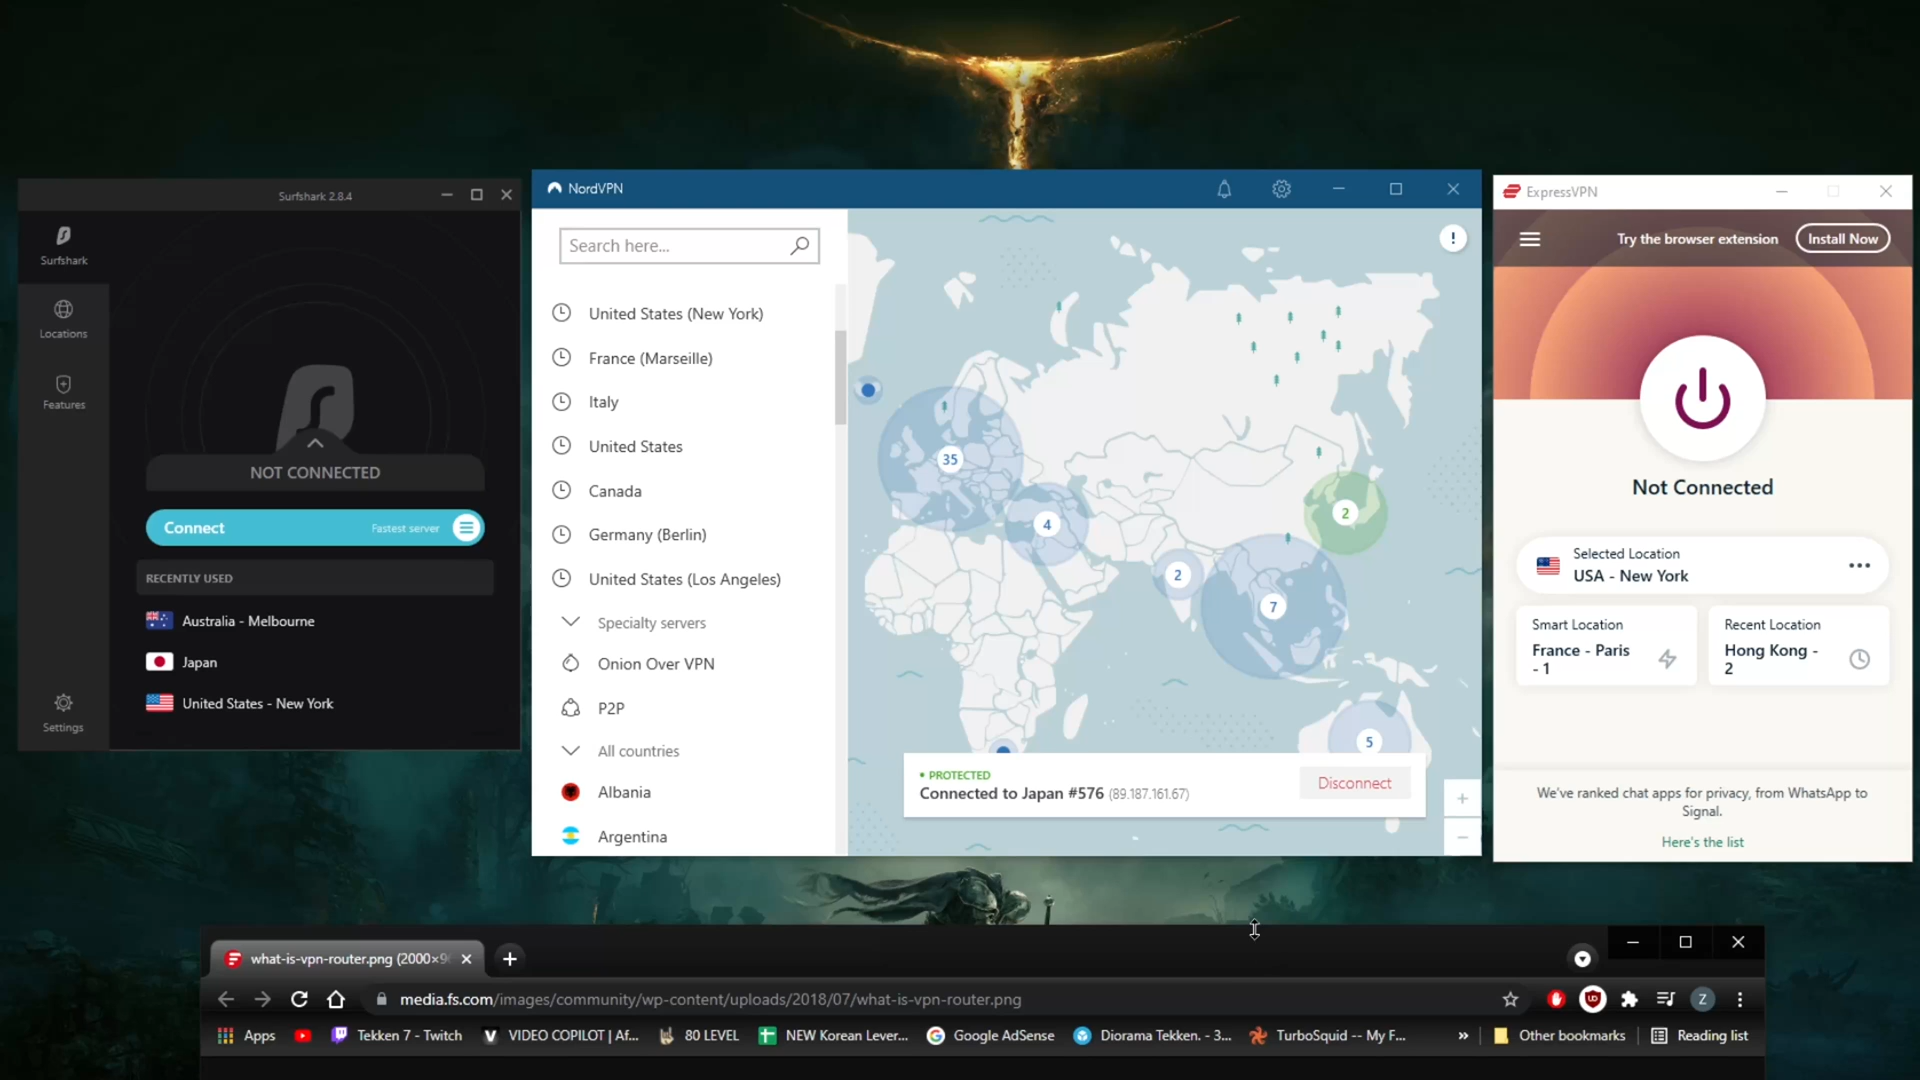 Surfshark 2.8.4
Surfshark
Locations
Features
Settings
NOT CONNECTED
Connect
Fastest server
RECENTLY USED
Australia - Melbourne
Japan
United States - New York
NordVPN
Search here...
United States (New York)
France (Marseille)
Italy
United States
Canada
Germany (Berlin)
United States (Los Angeles)
Specialty servers
Onion Over VPN
P2P
All countries
Albania
Argentina
!
35
4
2
2
7
5
PROTECTED
Connected to Japan #576 (89.187.161.67)
Disconnect
+
−
ExpressVPN
Try the browser extension
Install Now
Not Connected
Selected Location
USA - New York
Smart Location
France - Paris
- 1
Recent Location
Hong Kong -
2
We've ranked chat apps for privacy, from WhatsApp to
Signal.
Here's the list
what-is-vpn-router.png (2000×9
media.fs.com/images/community/wp-content/uploads/2018/07/what-is-vpn-router.png
Z
Apps
Tekken 7 - Twitch
VIDEO COPILOT | Af...
80 LEVEL
NEW Korean Lever...
Google AdSense
Diorama Tekken. - 3...
TurboSquid -- My F...
»
Other bookmarks
Reading list